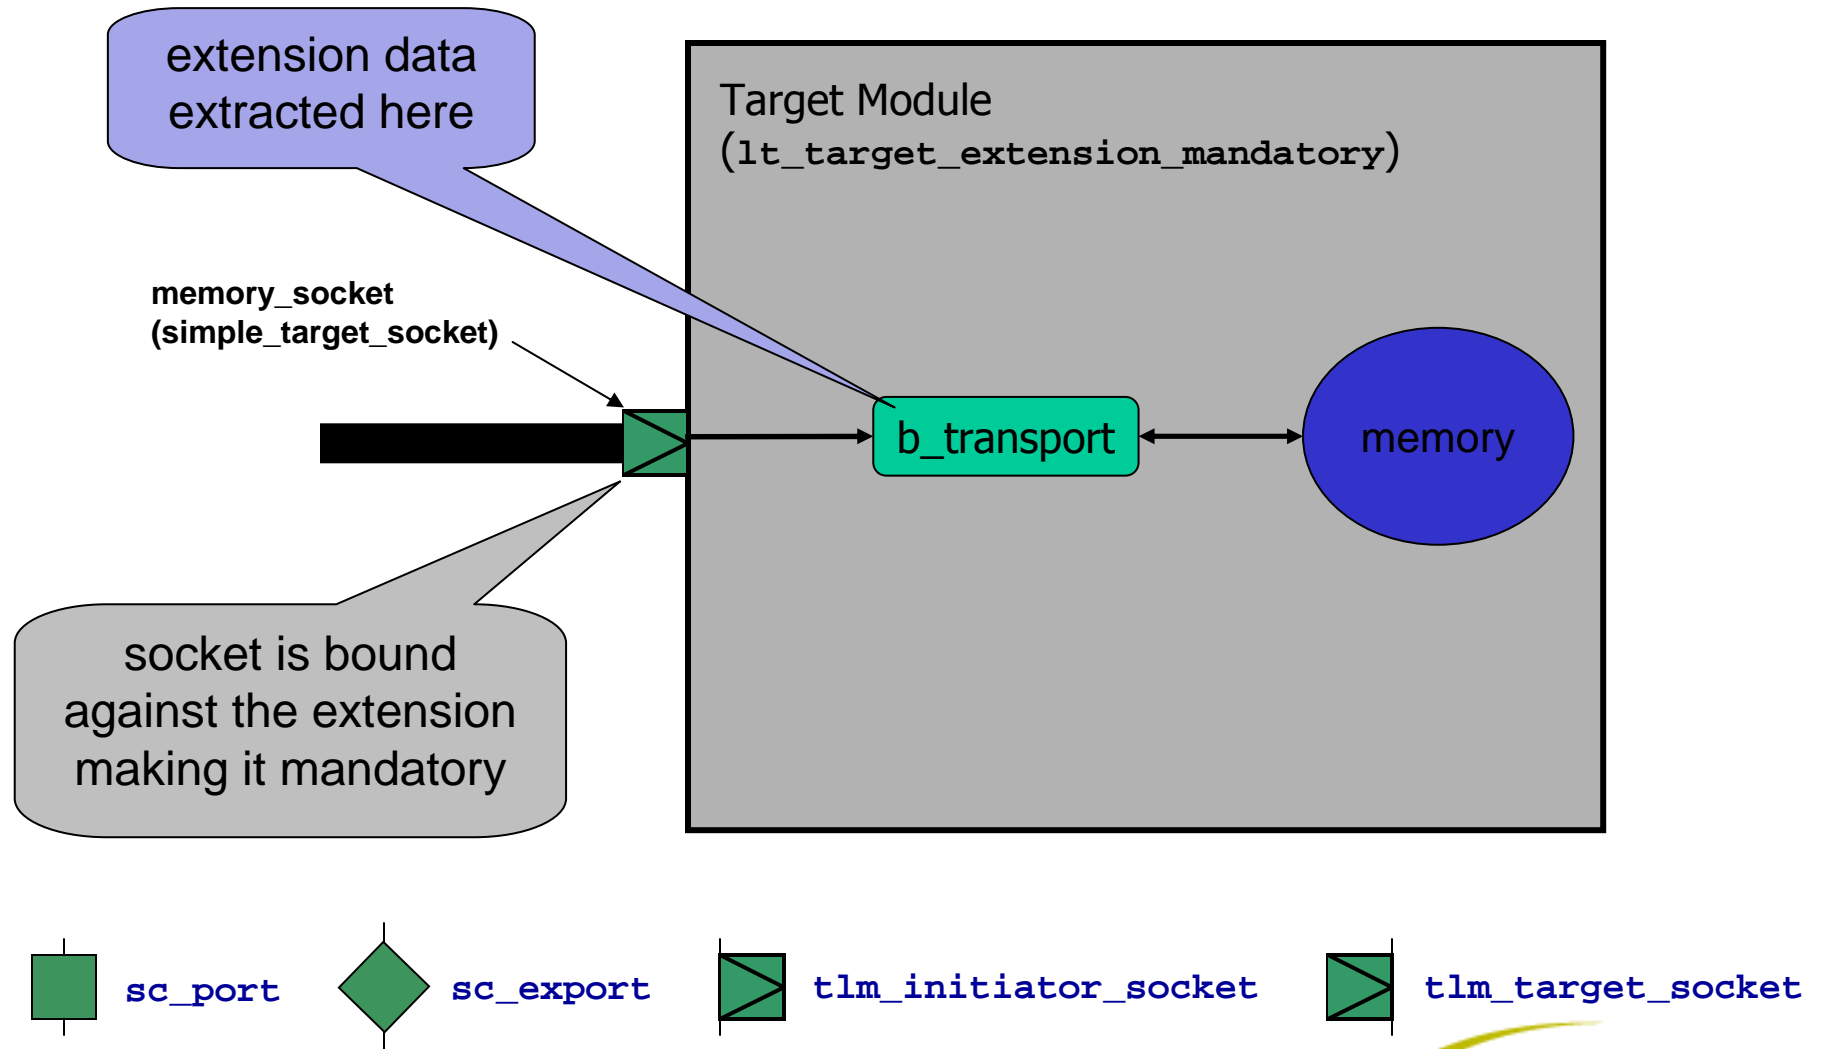 extension data
extracted here
Target Module
(lt_target_extension_mandatory)
memory_socket
(simple_target_socket)
b_transport
memory
socket is bound
against the extension
making it mandatory
sc_port
sc_export
tlm_initiator_socket
tlm_target_socket